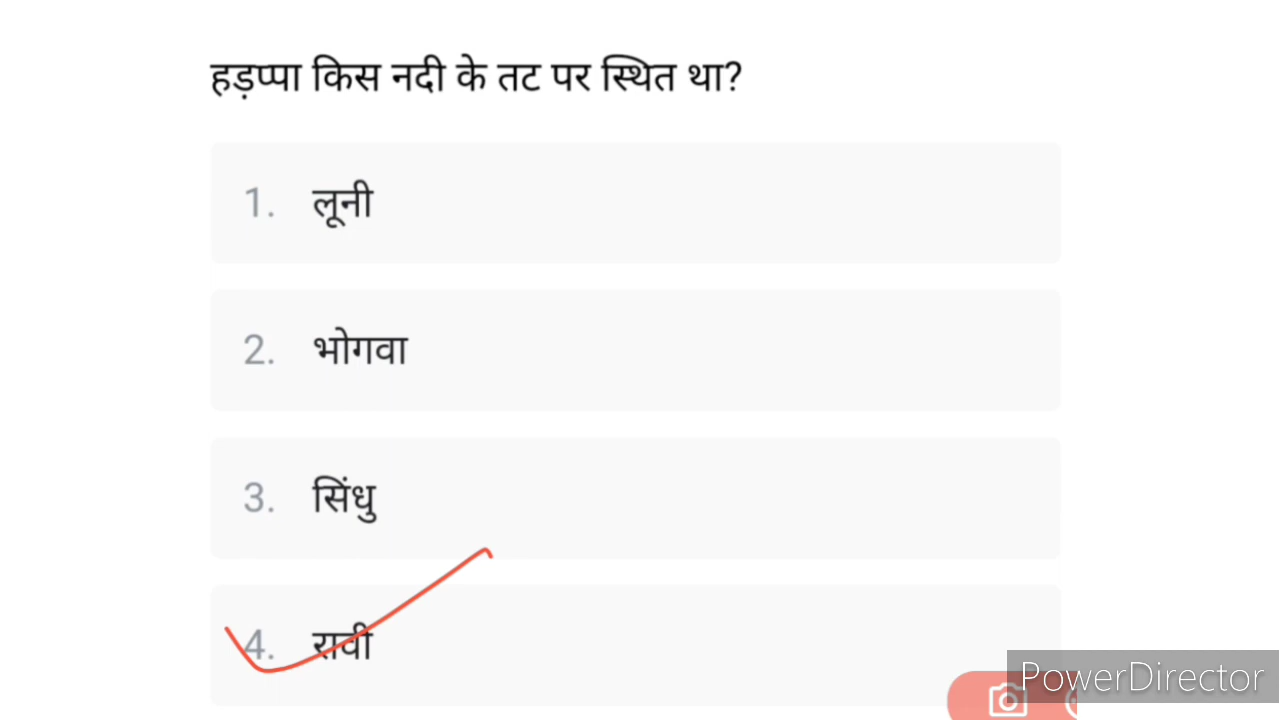 हड़प्पा किस नदी के तट पर स्थित था?
1. लूनी
2. भोगवा
3. सिंधु
4. रावी
PowerDirector